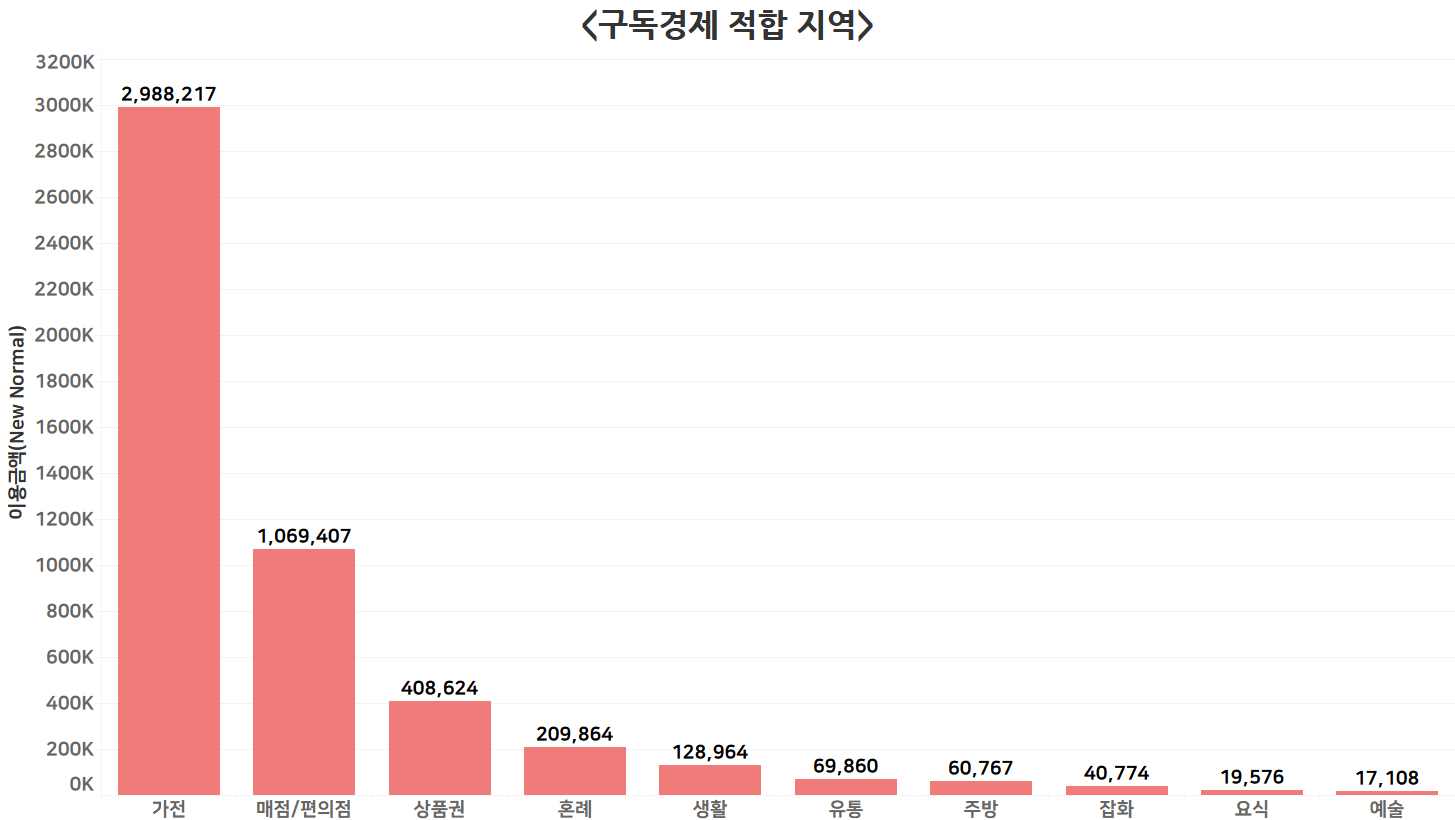 <구독경제 적합 지역>
이용금액(New Normal)
3200K
3000K
2800K
2600K
2400K
2200K
2000K
1800K
1600K
1400K
1200K
1000K
800K
600K
400K
200K
0K
2,988,217
1,069,407
408,624
209,864
128,964
69,860
60,767
40,774
19,576
17,108
가전
매점/편의점
상품권
혼례
생활
유통
주방
잡화
요식
예술